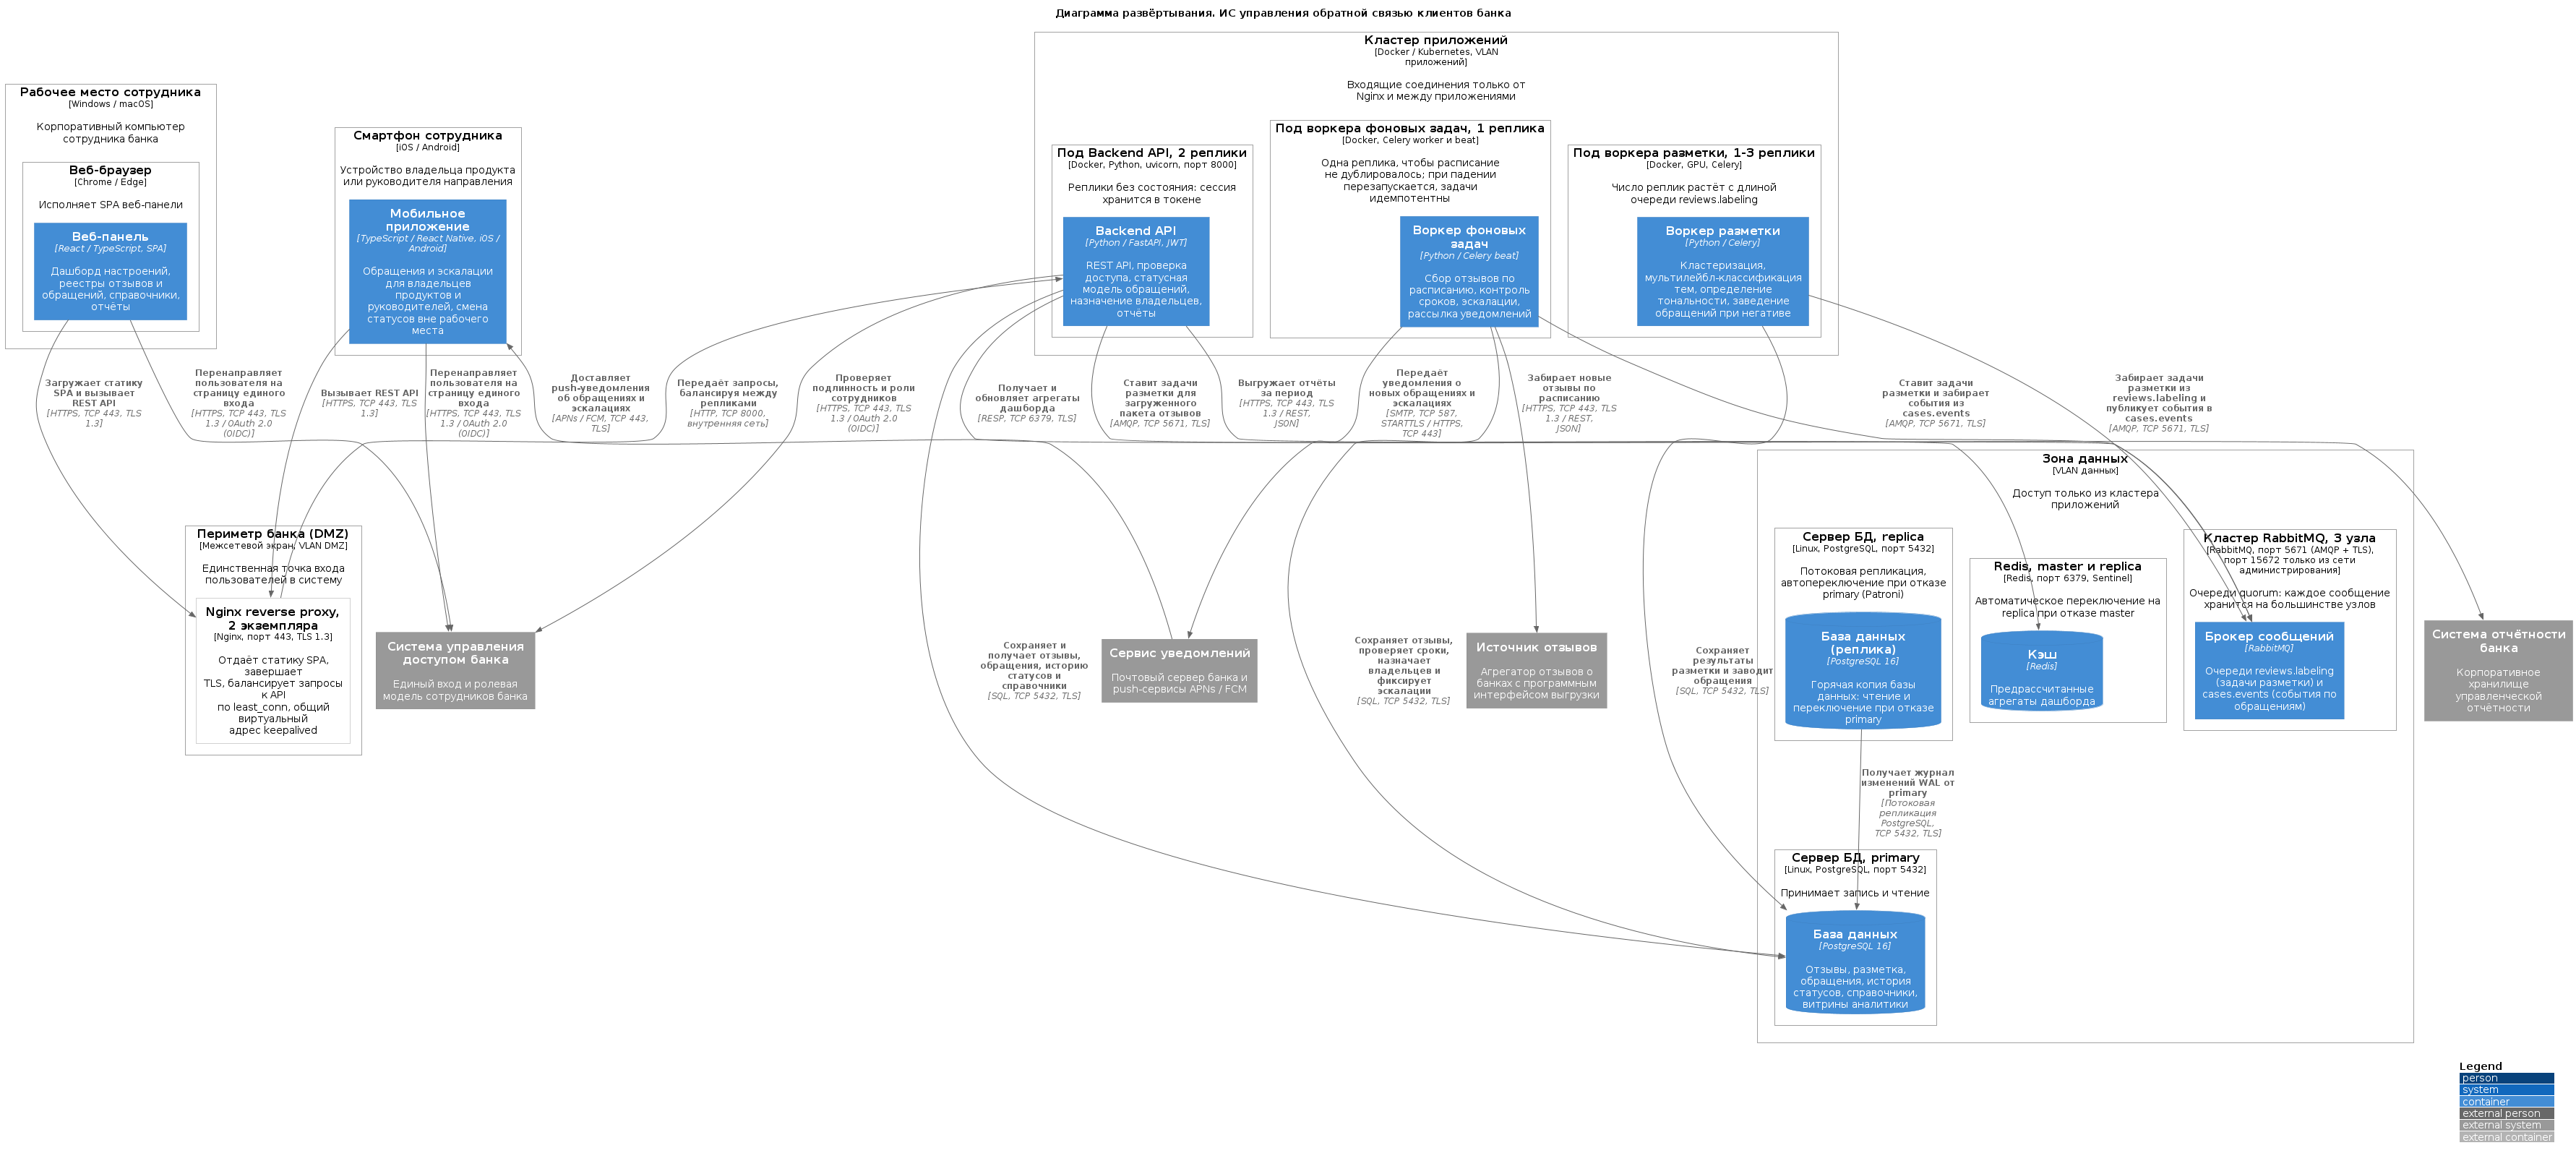 Диаграмма развёртывания. ИС управления обратной связью клиентов банка
Рабочее место сотрудника
[Windows / macOS]
Корпоративный компьютер
сотрудника банка
Веб-браузер
[Chrome / Edge]
Исполняет SPA веб-панели
Веб-панель
[React / TypeScript, SPA]
Дашборд настроений,
реестры отзывов и
обращений, справочники,
отчёты
Смартфон сотрудника
[iOS / Android]
Устройство владельца продукта
или руководителя направления
Мобильное
приложение
[TypeScript / React Native, iOS /
Android]
Обращения и эскалации
для владельцев
продуктов и
руководителей, смена
статусов вне рабочего
места
Кластер приложений
[Docker / Kubernetes, VLAN
приложений]
Входящие соединения только от
Nginx и между приложениями
Под Backend API, 2 реплики
[Docker, Python, uvicorn, порт 8000]
Реплики без состояния: сессия
хранится в токене
Backend API
[Python / FastAPI, JWT]
REST API, проверка
доступа, статусная
модель обращений,
назначение владельцев,
отчёты
Под воркера фоновых задач, 1 реплика
[Docker, Celery worker и beat]
Одна реплика, чтобы расписание
не дублировалось; при падении
перезапускается, задачи
идемпотентны
Воркер фоновых
задач
[Python / Celery beat]
Сбор отзывов по
расписанию, контроль
сроков, эскалации,
рассылка уведомлений
Под воркера разметки, 1-3 реплики
[Docker, GPU, Celery]
Число реплик растёт с длиной
очереди reviews.labeling
Воркер разметки
[Python / Celery]
Кластеризация,
мультилейбл-классификация
тем, определение
тональности, заведение
обращений при негативе
Загружает статику
SPA и вызывает
REST API
[HTTPS, TCP 443, TLS
1.3]
Перенаправляет
пользователя на
страницу единого
входа
[HTTPS, TCP 443, TLS
1.3 / OAuth 2.0
(OIDC)]
Вызывает REST API
[HTTPS, TCP 443, TLS
1.3]
Перенаправляет
пользователя на
страницу единого
входа
[HTTPS, TCP 443, TLS
1.3 / OAuth 2.0
(OIDC)]
Доставляет
push-уведомления
об обращениях и
эскалациях
[APNs / FCM, TCP 443,
TLS]
Передаёт запросы,
балансируя между
репликами
[HTTP, TCP 8000,
внутренняя сеть]
Проверяет
подлинность и роли
сотрудников
[HTTPS, TCP 443, TLS
1.3 / OAuth 2.0
(OIDC)]
Получает и
обновляет агрегаты
дашборда
[RESP, TCP 6379, TLS]
Ставит задачи
разметки для
загруженного
пакета отзывов
[AMQP, TCP 5671, TLS]
Выгружает отчёты
за период
[HTTPS, TCP 443, TLS
1.3 / REST,
JSON]
Передаёт
уведомления о
новых обращениях и
эскалациях
[SMTP, TCP 587,
STARTTLS / HTTPS,
TCP 443]
Забирает новые
отзывы по
расписанию
[HTTPS, TCP 443, TLS
1.3 / REST,
JSON]
Ставит задачи
разметки и забирает
события из
cases.events
[AMQP, TCP 5671, TLS]
Забирает задачи
разметки из
reviews.labeling и
публикует события в
cases.events
[AMQP, TCP 5671, TLS]
Периметр банка (DMZ)
[Межсетевой экран, VLAN DMZ]
Единственная точка входа
пользователей в систему
Nginx reverse proxy,
2 экземпляра
[Nginx, порт 443, TLS 1.3]
Отдаёт статику SPA,
завершает
TLS, балансирует запросы
к API
по least_conn, общий
виртуальный
адрес keepalived
Система управления
доступом банка
Единый вход и ролевая
модель сотрудников банка
Сохраняет и
получает отзывы,
обращения, историю
статусов и
справочники
[SQL, TCP 5432, TLS]
Сервис уведомлений
Почтовый сервер банка и
push-сервисы APNs / FCM
Сохраняет отзывы,
проверяет сроки,
назначает
владельцев и
фиксирует
эскалации
[SQL, TCP 5432, TLS]
Источник отзывов
Агрегатор отзывов о
банках с программным
интерфейсом выгрузки
Сохраняет
результаты
разметки и заводит
обращения
[SQL, TCP 5432, TLS]
Зона данных
[VLAN данных]
Доступ только из кластера
приложений
Сервер БД, replica
[Linux, PostgreSQL, порт 5432]
Потоковая репликация,
автопереключение при отказе
primary (Patroni)
База данных
(реплика)
[PostgreSQL 16]
Горячая копия базы
данных: чтение и
переключение при отказе
primary
Redis, master и replica
[Redis, порт 6379, Sentinel]
Автоматическое переключение на
replica при отказе master
Кэш
[Redis]
Предрассчитанные
агрегаты дашборда
Кластер RabbitMQ, 3 узла
[RabbitMQ, порт 5671 (AMQP + TLS),
порт 15672 только из сети
администрирования]
Очереди quorum: каждое сообщение
хранится на большинстве узлов
Брокер сообщений
[RabbitMQ]
Очереди reviews.labeling
(задачи разметки) и
cases.events (события по
обращениям)
Система отчётности
банка
Корпоративное
хранилище
управленческой
отчётности
Получает журнал
изменений WAL от
primary
[Потоковая
репликация
PostgreSQL,
TCP 5432, TLS]
Сервер БД, primary
[Linux, PostgreSQL, порт 5432]
Принимает запись и чтение
База данных
[PostgreSQL 16]
Отзывы, разметка,
обращения, история
статусов, справочники,
витрины аналитики
Legend
person
system
container
external person
external system
external container